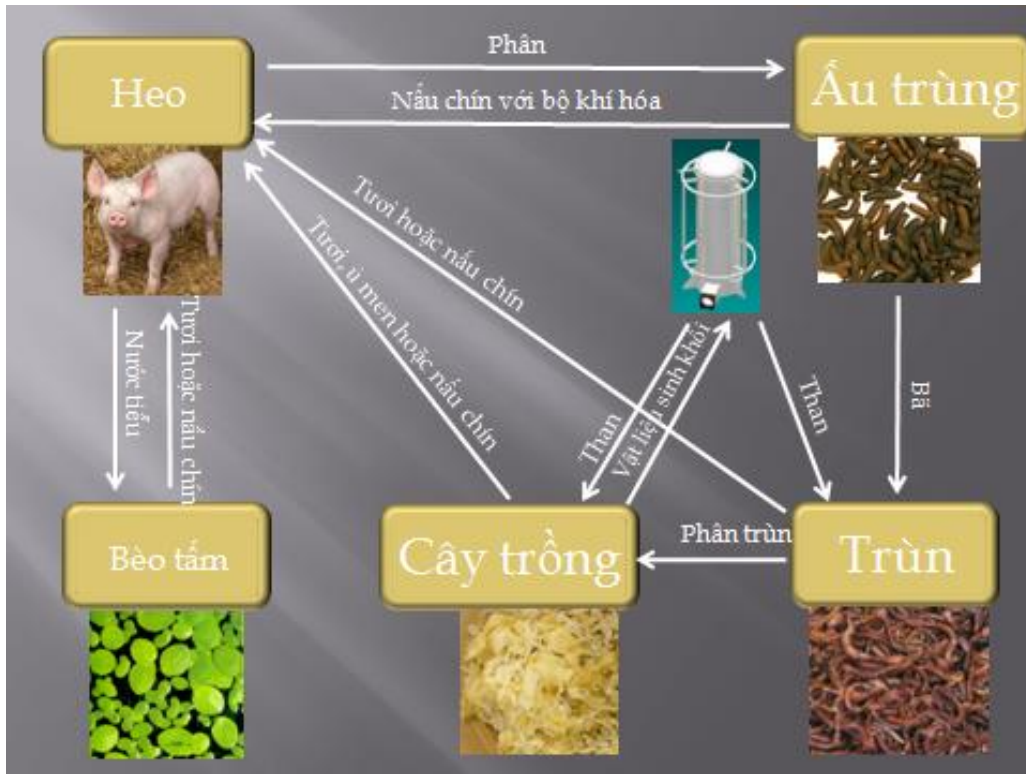 Phân
Heo
Ấu trùng
Nấu chín với bộ khí hóa
Tươi hoặc nấu chín
Tươi, ủ men hoặc nấu chín
Nước tiểu
Tươi hoặc nấu chín
Than
Vật liệu sinh khối
Than
Bã
Bèo tấm
Cây trồng
Phân trùn
Trùn